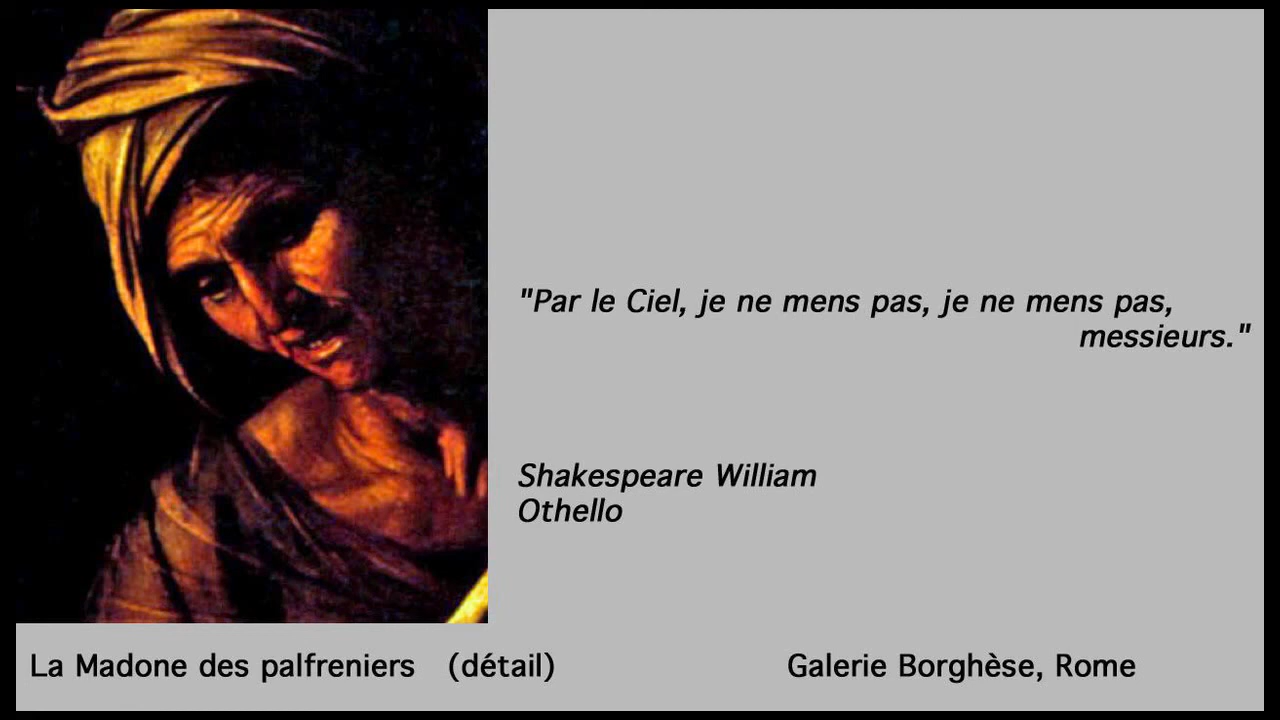 "Par le Ciel, je ne mens pas, je ne mens pas,
messieurs."
Shakespeare William
Othello
La Madone des palfreniers (détail)
Galerie Borghèse, Rome